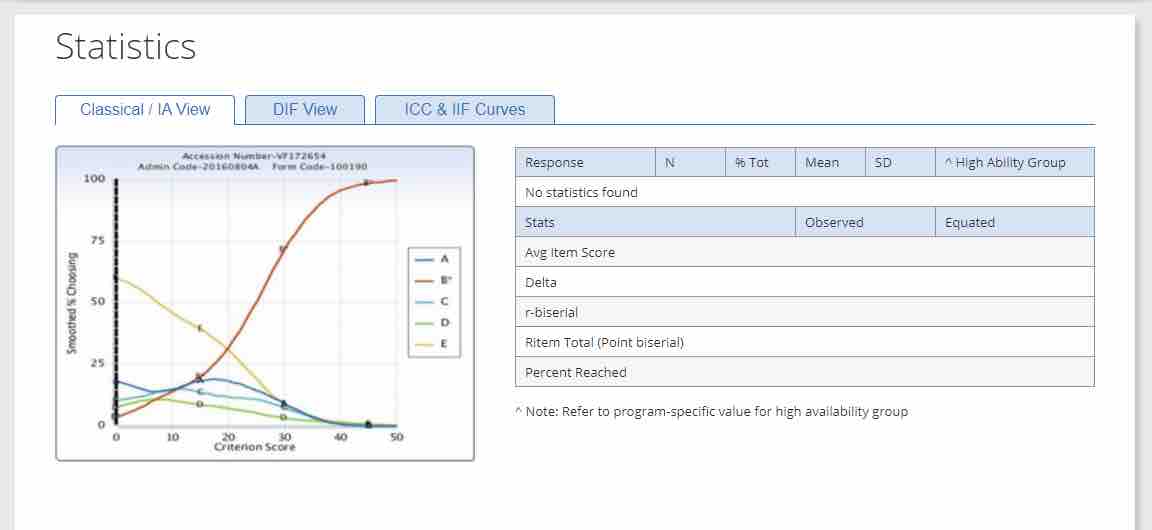 Statistics
Classical / IA View
DIF View
ICC & IIF Curves
Accession Number-VF172654
Admin Code-20160804A Form Code-100190
100
75
50
25
0
Smoothed % Choosing
0 10 20 30 40 50
Criterion Score
A
B*
C
D
E
Response N % Tot Mean SD ^ High Ability Group
No statistics found
Stats Observed Equated
Avg Item Score
Delta
r-biserial
Ritem Total (Point biserial)
Percent Reached
^ Note: Refer to program-specific value for high availability group